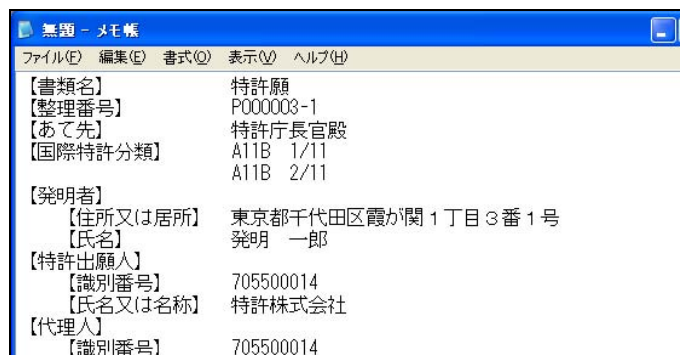 無題 - メモ帳
ファイル(F) 編集(E) 書式(O) 表示(V) ヘルプ(H)
【書類名】 特許願
【整理番号】 P000003-1
【あて先】 特許庁長官殿
【国際特許分類】 A11B 1/11
A11B 2/11
【発明者】
【住所又は居所】 東京都千代田区霞が関1丁目3番1号
【氏名】 発明 一郎
【特許出願人】
【識別番号】 705500014
【氏名又は名称】 特許株式会社
【代理人】
【識別番号】 705500014